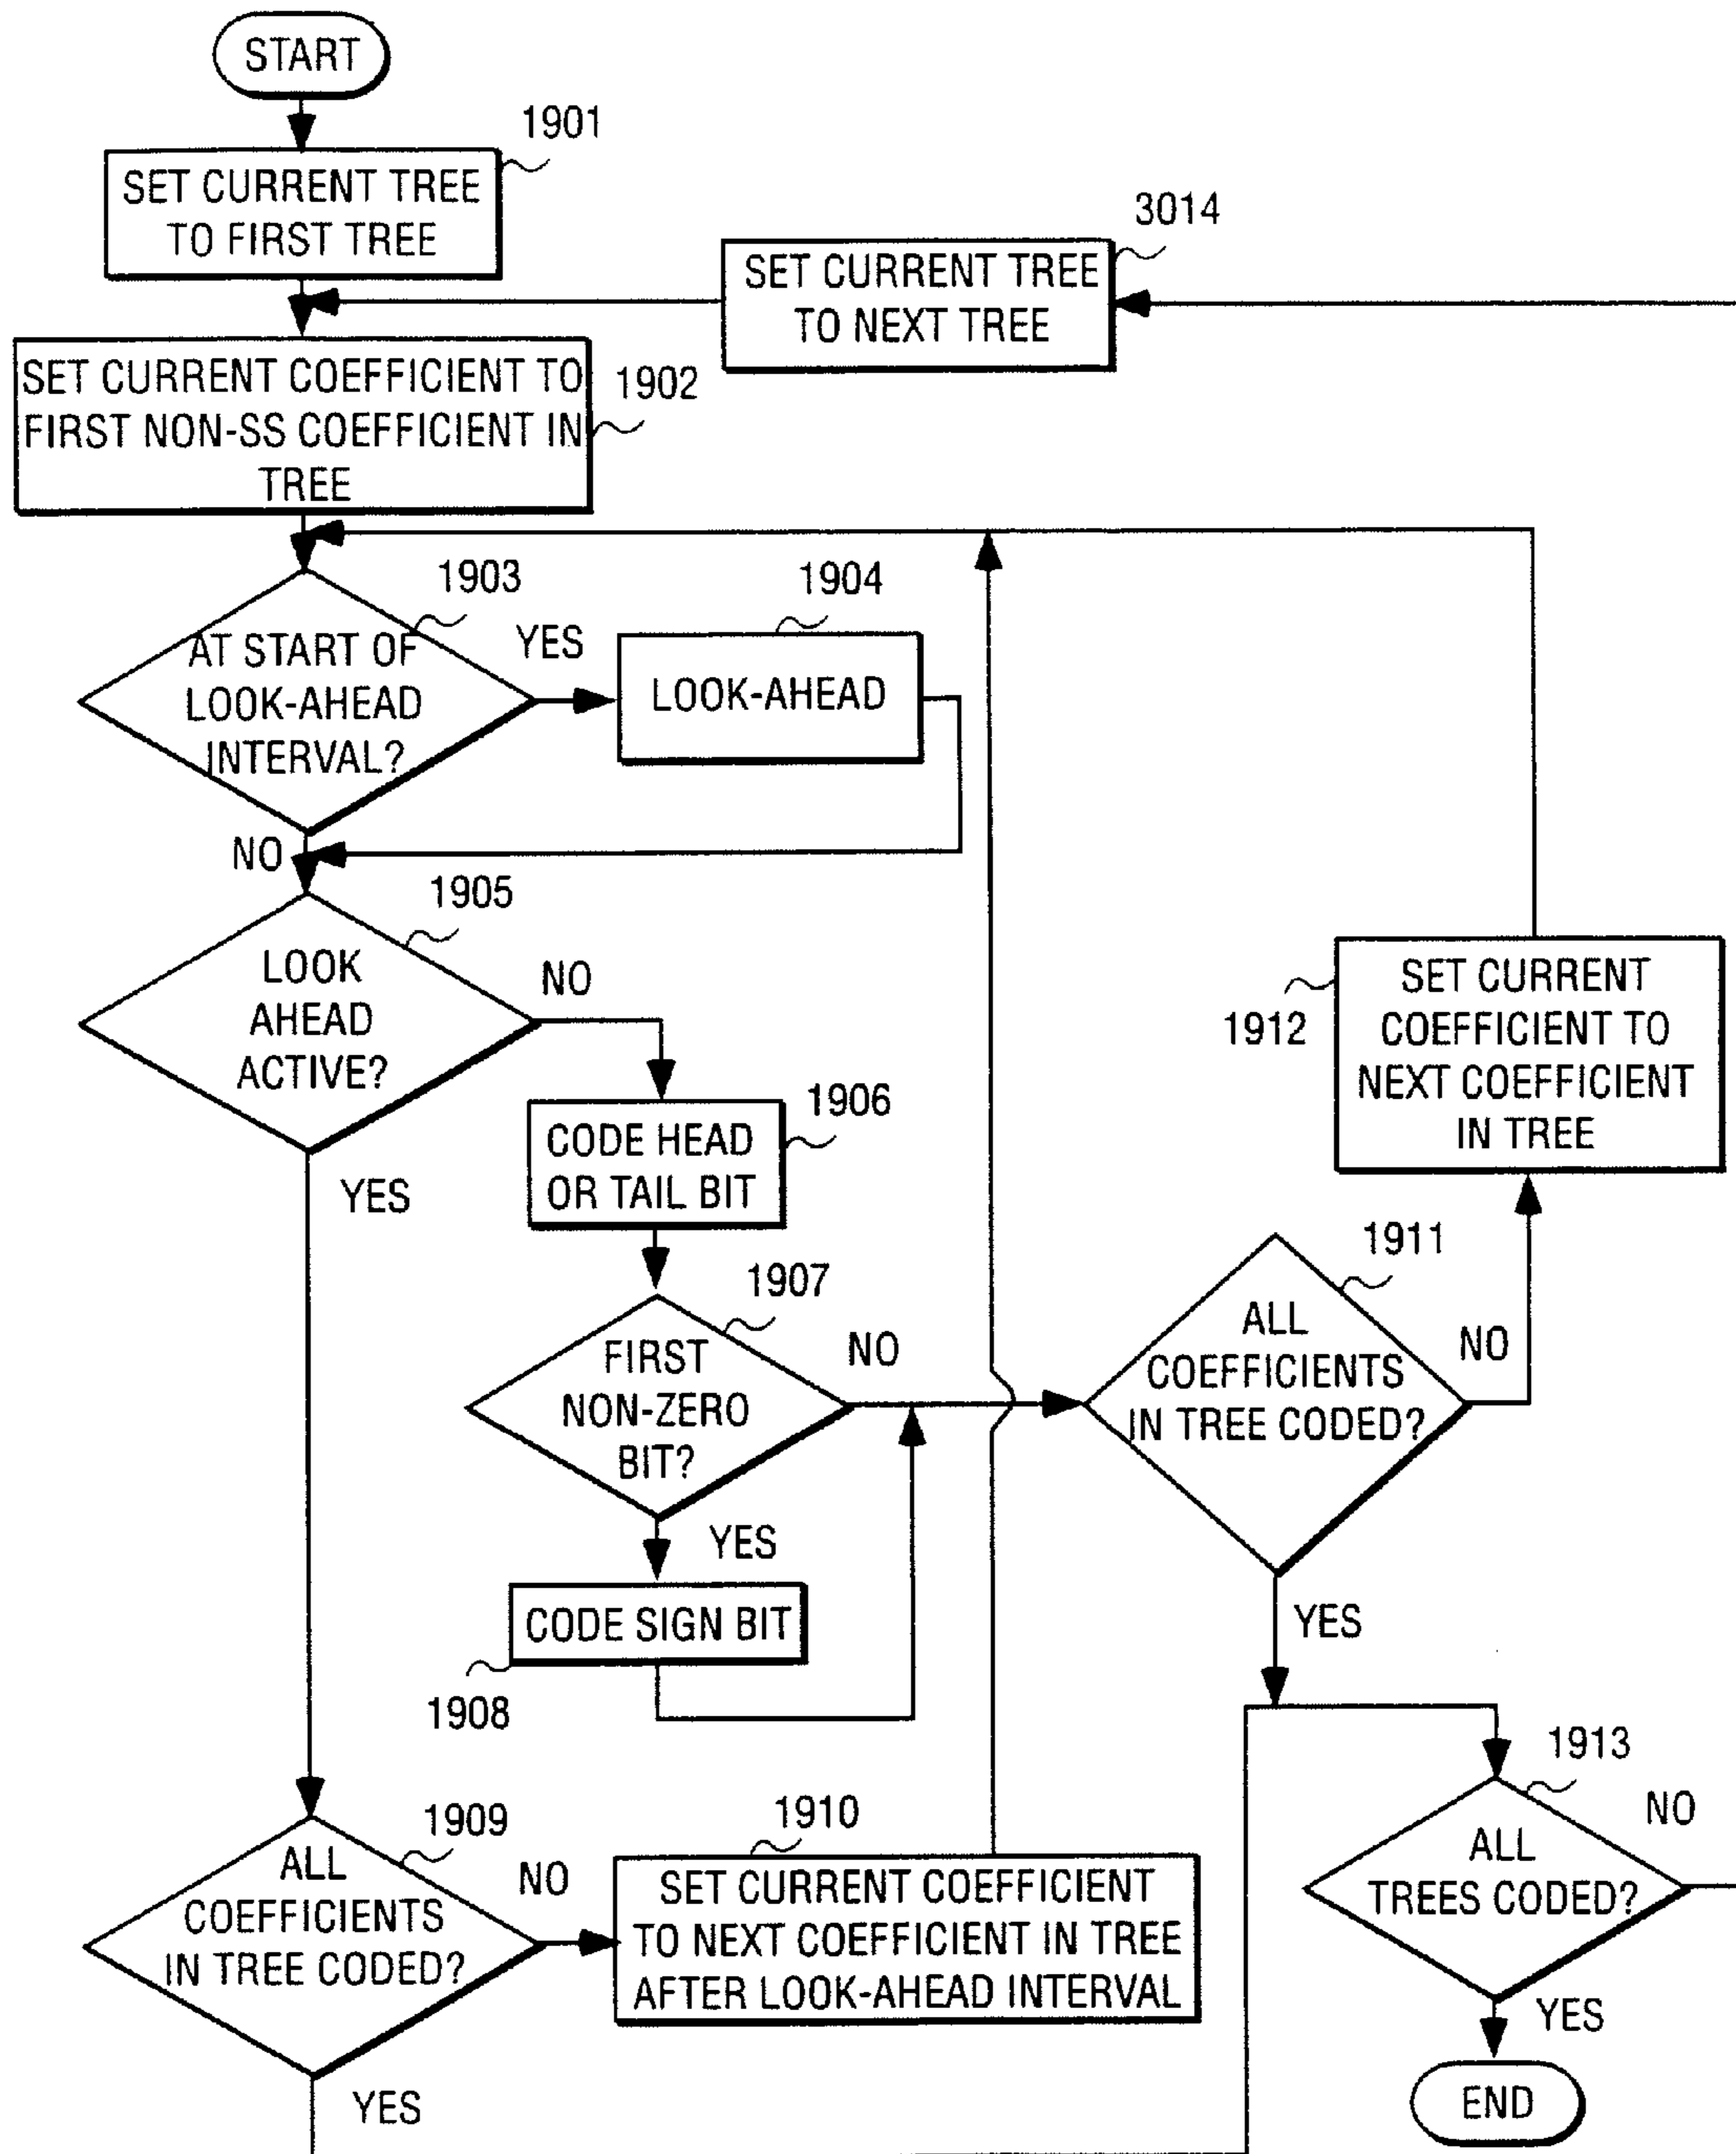 START
1901
SET CURRENT TREE
TO FIRST TREE
3014
SET CURRENT TREE
TO NEXT TREE
SET CURRENT COEFFICIENT TO
FIRST NON-SS COEFFICIENT IN
TREE
1902
1903
AT START OF
LOOK-AHEAD
INTERVAL?
YES
1904
LOOK-AHEAD
NO
1905
LOOK
AHEAD
ACTIVE?
NO
YES
1906
CODE HEAD
OR TAIL BIT
1907
FIRST
NON-ZERO
BIT?
NO
YES
CODE SIGN BIT
1908
1911
ALL
COEFFICIENTS
IN TREE CODED?
NO
YES
1912
SET CURRENT
COEFFICIENT TO
NEXT COEFFICIENT
IN TREE
1909
ALL
COEFFICIENTS
IN TREE CODED?
NO
YES
1910
SET CURRENT COEFFICIENT
TO NEXT COEFFICIENT IN TREE
AFTER LOOK-AHEAD INTERVAL
1913
ALL
TREES CODED?
NO
YES
END